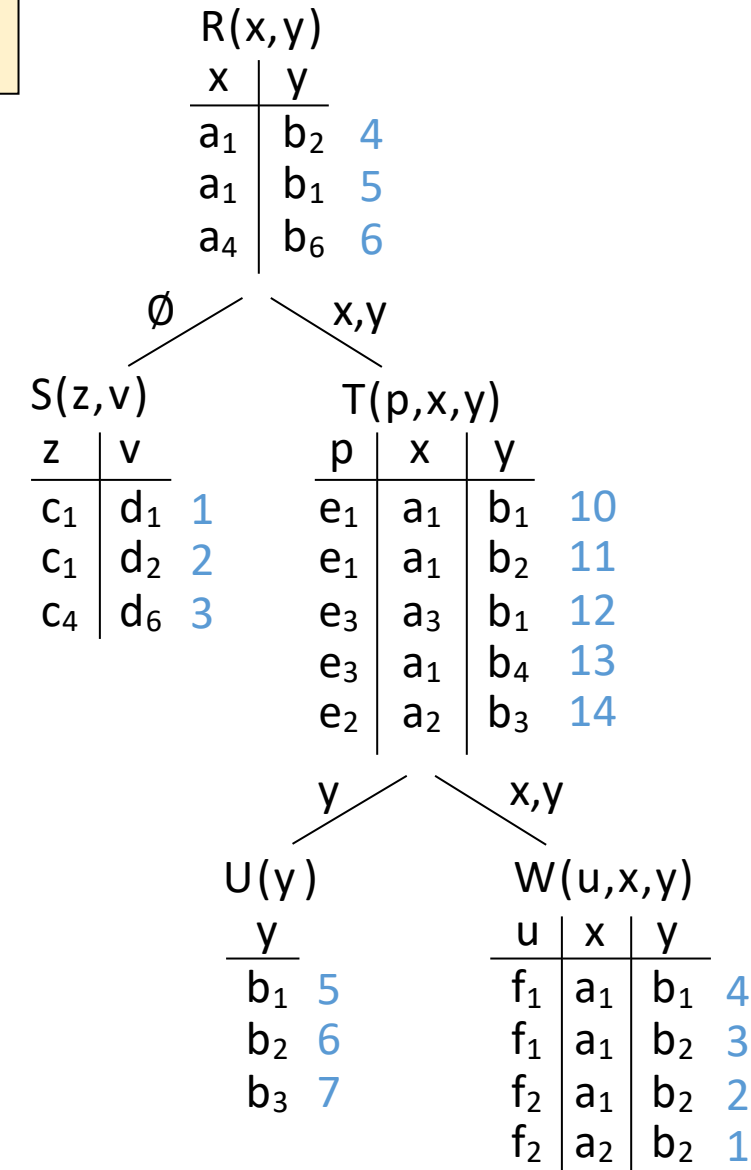 R(x,y)
x y
a₁ b₂ 4
a₁ b₁ 5
a₄ b₆ 6
∅ x,y
S(z,v)
z v
c₁ d₁ 1
c₁ d₂ 2
c₄ d₆ 3
T(p,x,y)
p x y
e₁ a₁ b₁ 10
e₁ a₁ b₂ 11
e₃ a₃ b₁ 12
e₃ a₁ b₄ 13
e₂ a₂ b₃ 14
y x,y
U(y)
y
b₁ 5
b₂ 6
b₃ 7
W(u,x,y)
u x y
f₁ a₁ b₁ 4
f₁ a₁ b₂ 3
f₂ a₁ b₂ 2
f₂ a₂ b₂ 1